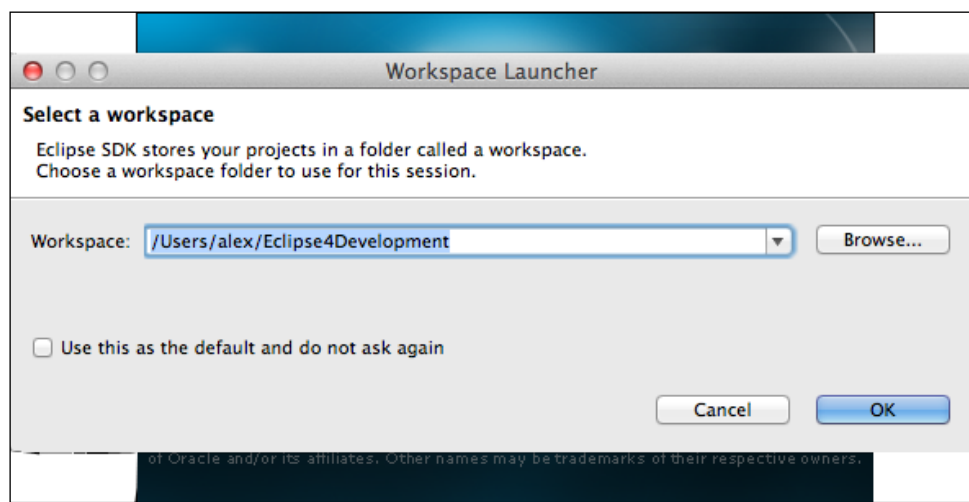 Workspace Launcher
Select a workspace
Eclipse SDK stores your projects in a folder called a workspace.
Choose a workspace folder to use for this session.
Workspace: /Users/alex/Eclipse4Development Browse...
Use this as the default and do not ask again
Cancel OK
of Oracle and/or its affiliates. Other names may be trademarks of their respective owners.